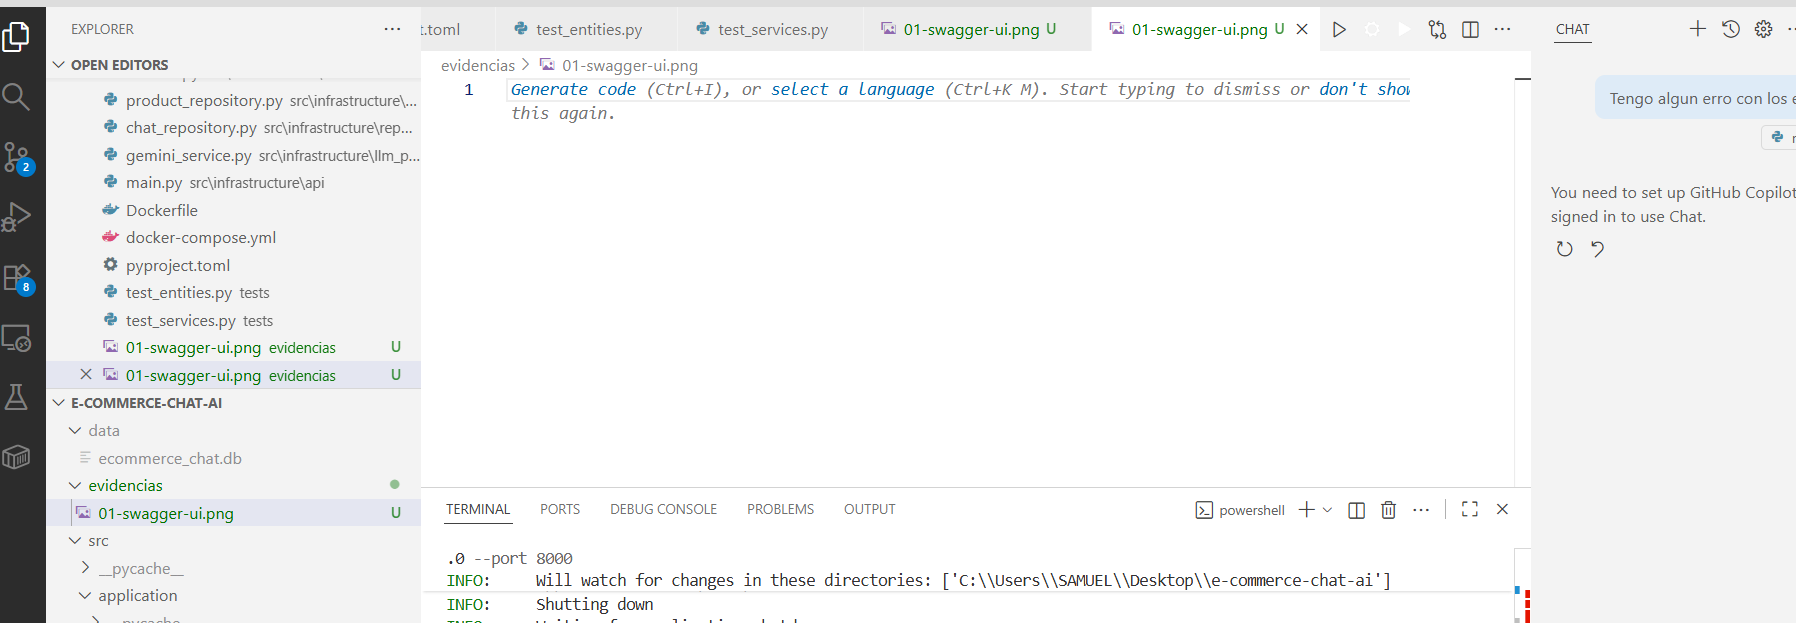 EXPLORER
OPEN EDITORS
product_repository.py src\infrastructure\...
chat_repository.py src\infrastructure\rep...
gemini_service.py src\infrastructure\llm_p...
main.py src\infrastructure\api
Dockerfile
docker-compose.yml
pyproject.toml
test_entities.py tests
test_services.py tests
01-swagger-ui.png evidencias U
01-swagger-ui.png evidencias U
E-COMMERCE-CHAT-AI
data
ecommerce_chat.db
evidencias
01-swagger-ui.png U
src
__pycache__
application
2
8
t.toml test_entities.py test_services.py 01-swagger-ui.png U 01-swagger-ui.png U
evidencias > 01-swagger-ui.png
1 Generate code (Ctrl+I), or select a language (Ctrl+K M). Start typing to dismiss or don't show
this again.
TERMINAL PORTS DEBUG CONSOLE PROBLEMS OUTPUT powershell
.0 --port 8000
INFO: Will watch for changes in these directories: ['C:\\Users\\SAMUEL\\Desktop\\e-commerce-chat-ai']
INFO: Shutting down
CHAT
Tengo algun erro con los e
You need to set up GitHub Copilot
signed in to use Chat.